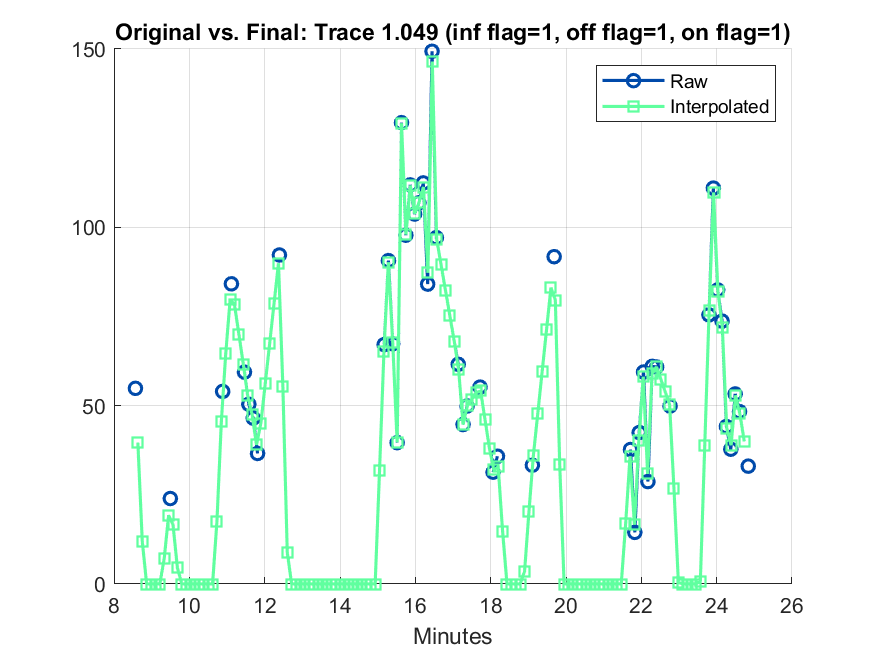 Original vs. Final: Trace 1.049 (inf flag=1, off flag=1, on flag=1)
150
100
50
0
Raw
Interpolated
8 10 12 14 16 18 20 22 24 26
Minutes